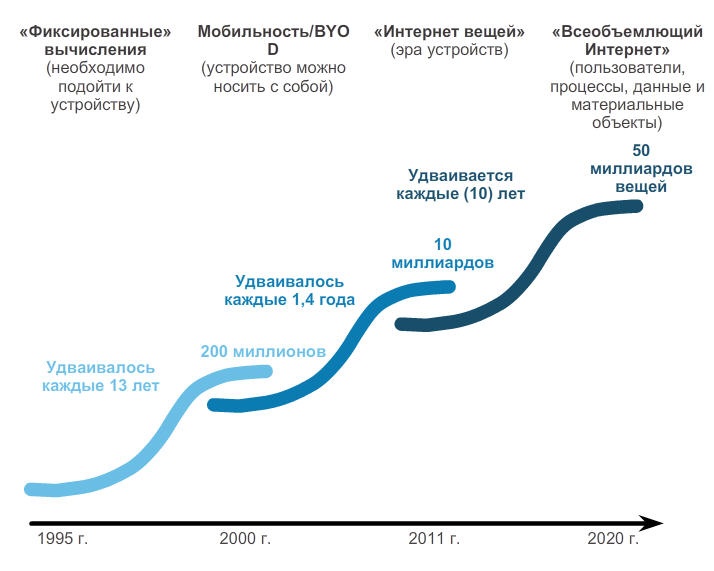 «Фиксированные»
вычисления
(необходимо
подойти к
устройству)
Мобильность/BYO
D
(устройство можно
носить с собой)
«Интернет вещей»
(эра устройств)
«Всеобъемлющий
Интернет»
(пользователи,
процессы, данные и
материальные
объекты)
50
миллиардов
вещей
Удваивается
каждые (10) лет
10
миллиардов
Удваивалось
каждые 1,4 года
200 миллионов
Удваивалось
каждые 13 лет
1995 г.
2000 г.
2011 г.
2020 г.